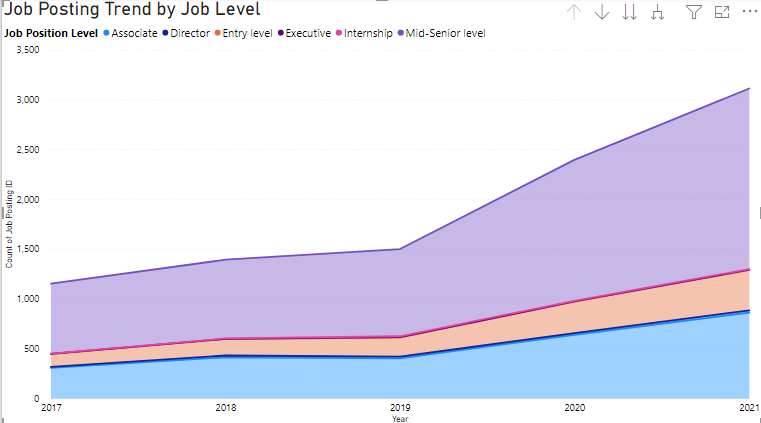 Job Posting Trend by Job Level
Job Position Level Associate Director Entry level Executive Internship Mid-Senior level
3,500
3,000
2,500
2,000
1,500
1,000
500
0
Count of Job Posting ID
2017 2018 2019 2020 2021
Year